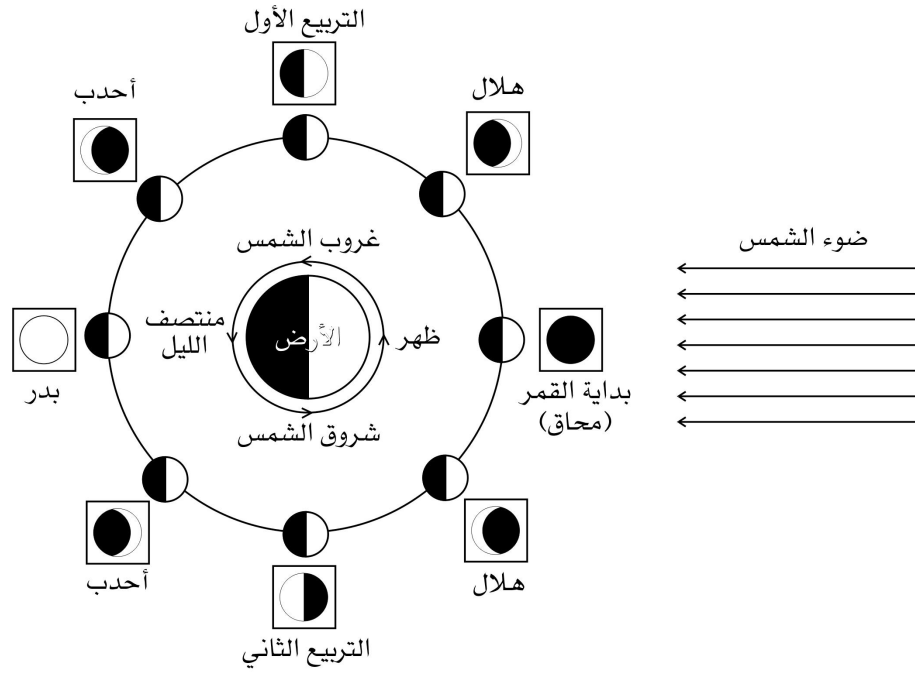 التربيع الأول
أحدب
هلال
ضوء الشمس
غروب الشمس
منتصف
الليل
الأرض
ظهر
بدر
بداية القمر
(محاق)
شروق الشمس
أحدب
هلال
التربيع الثاني